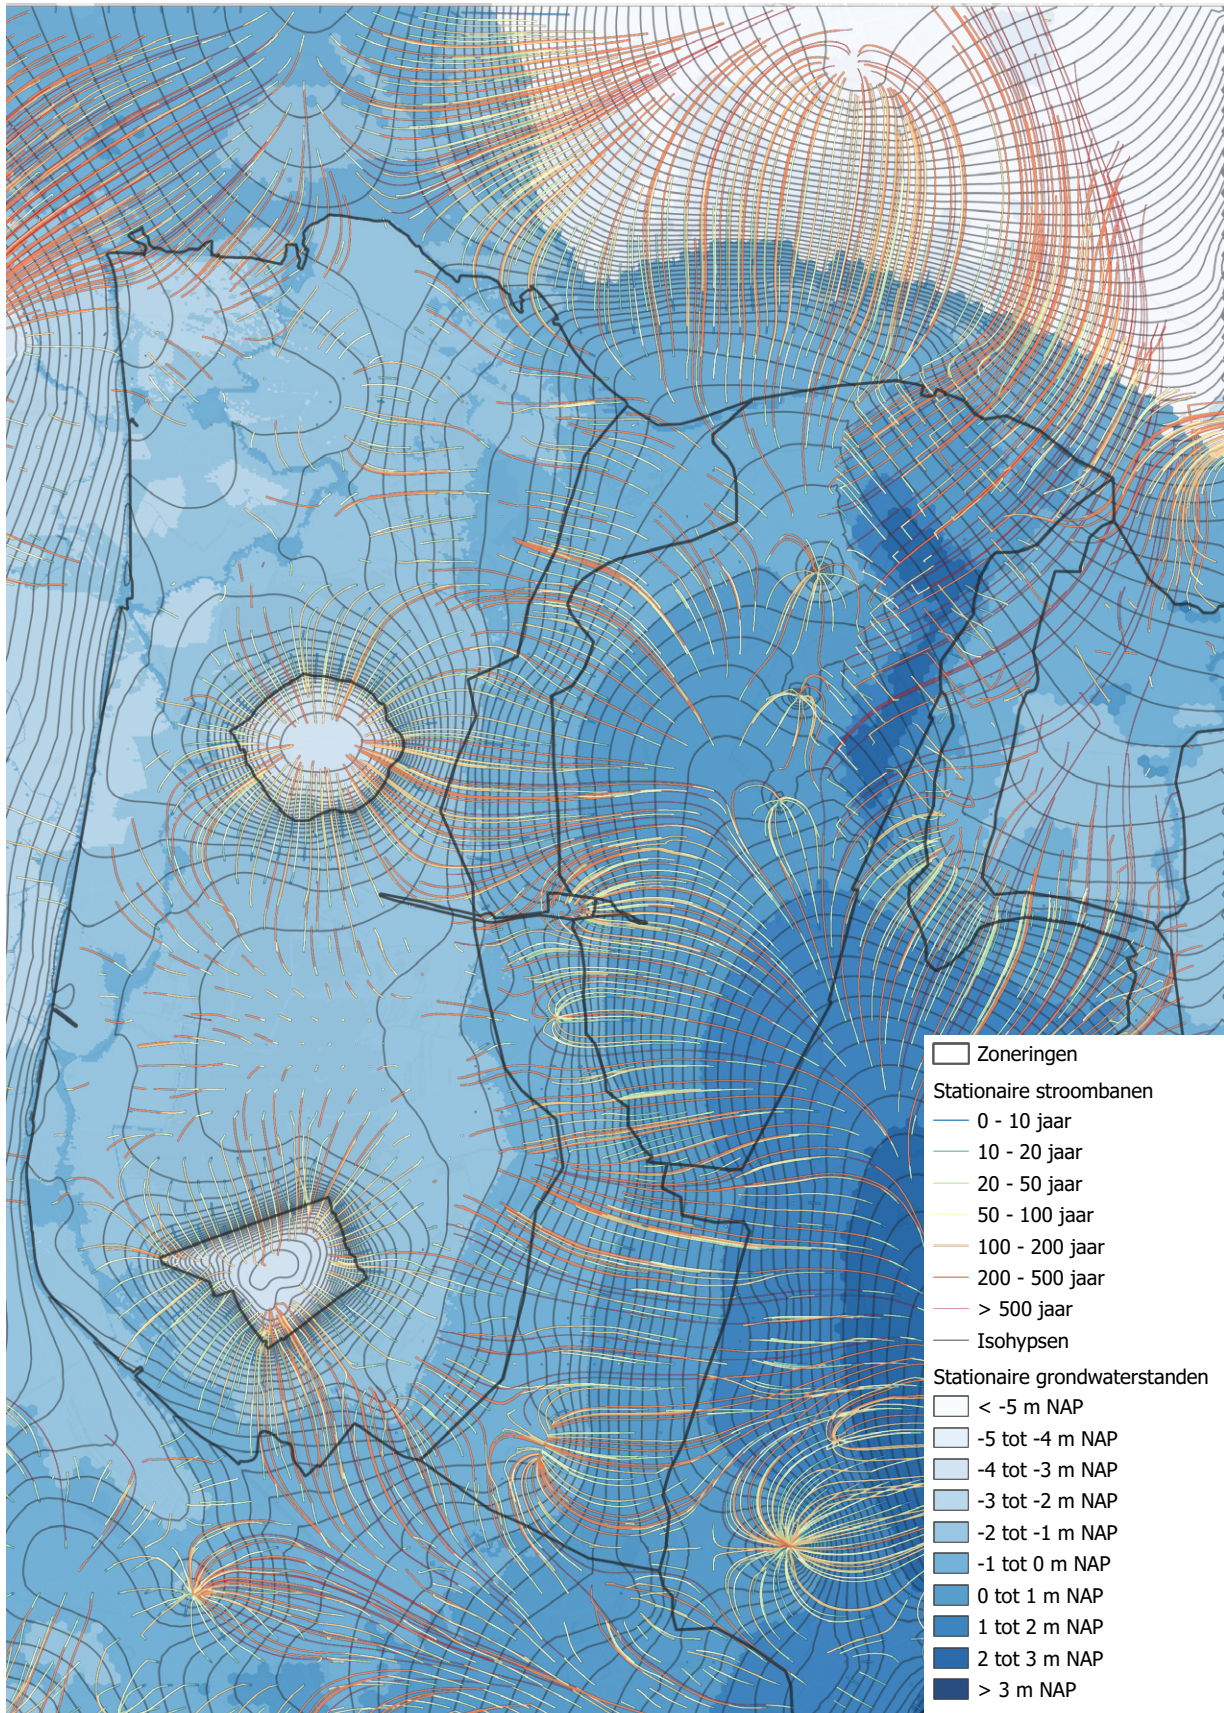 Zoneringen
Stationaire stroombanen
0 - 10 jaar
10 - 20 jaar
20 - 50 jaar
50 - 100 jaar
100 - 200 jaar
200 - 500 jaar
> 500 jaar
Isohypsen
Stationaire grondwaterstanden
< -5 m NAP
-5 tot -4 m NAP
-4 tot -3 m NAP
-3 tot -2 m NAP
-2 tot -1 m NAP
-1 tot 0 m NAP
0 tot 1 m NAP
1 tot 2 m NAP
2 tot 3 m NAP
> 3 m NAP